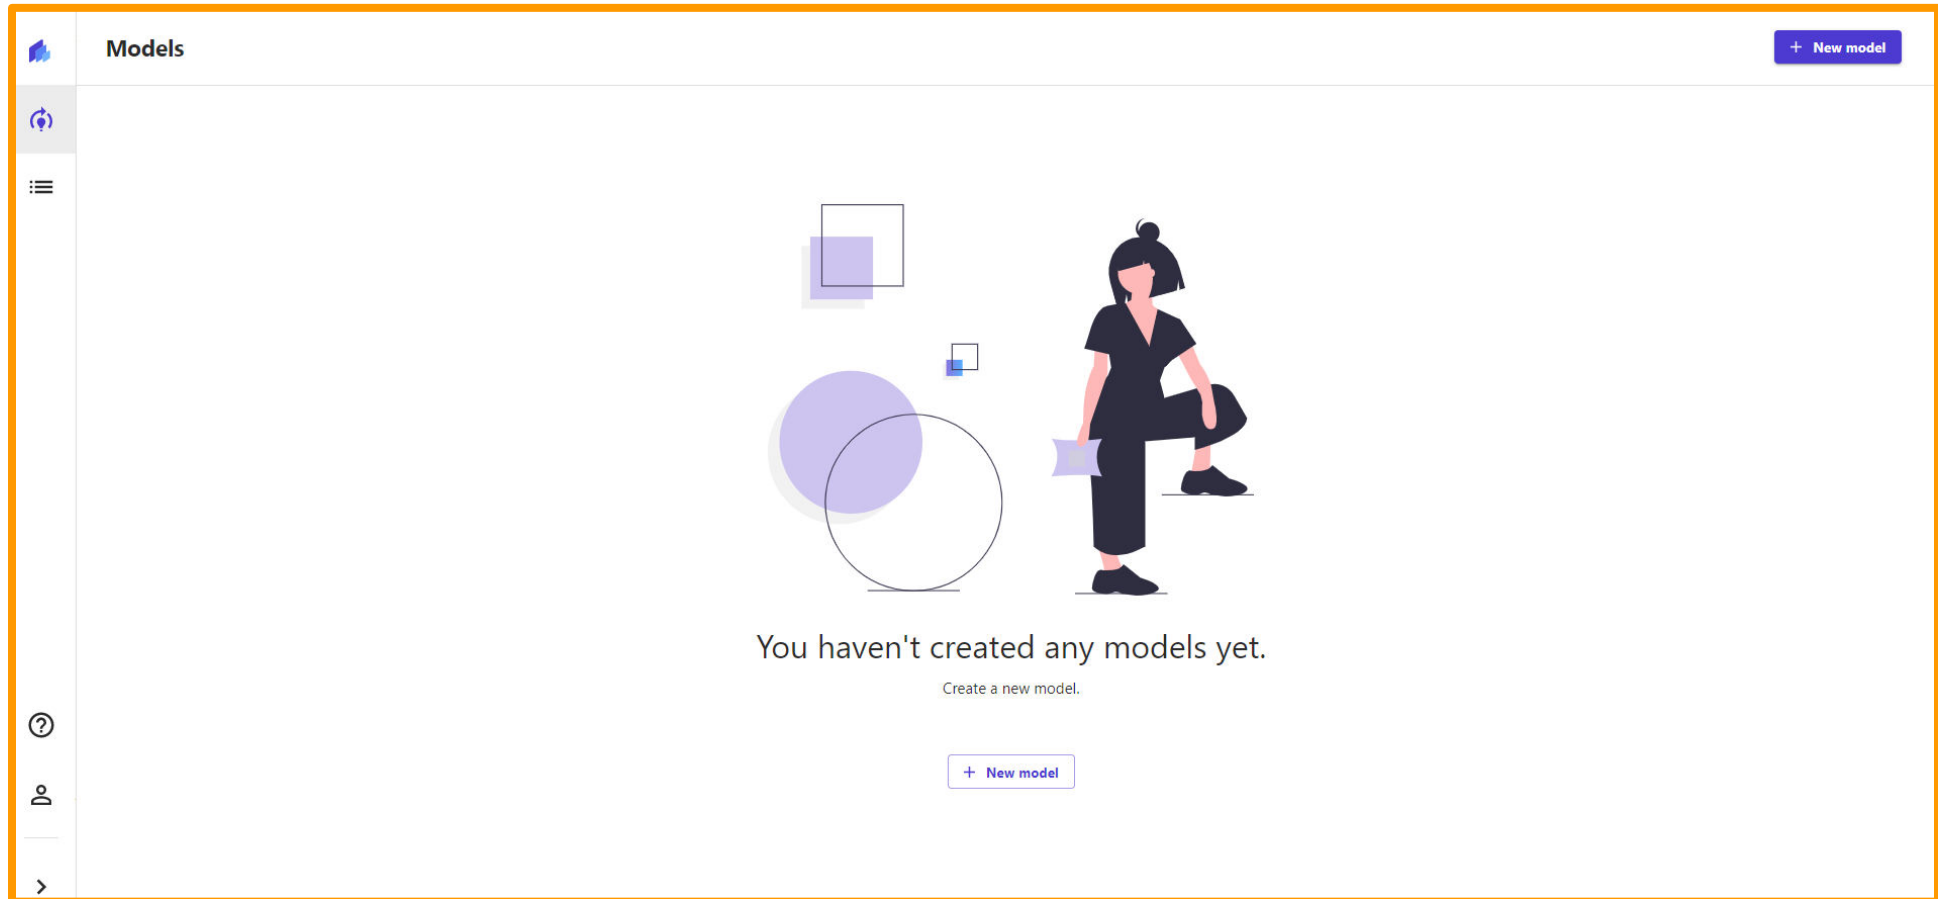 Models
+ New model
You haven't created any models yet.
Create a new model.
+ New model